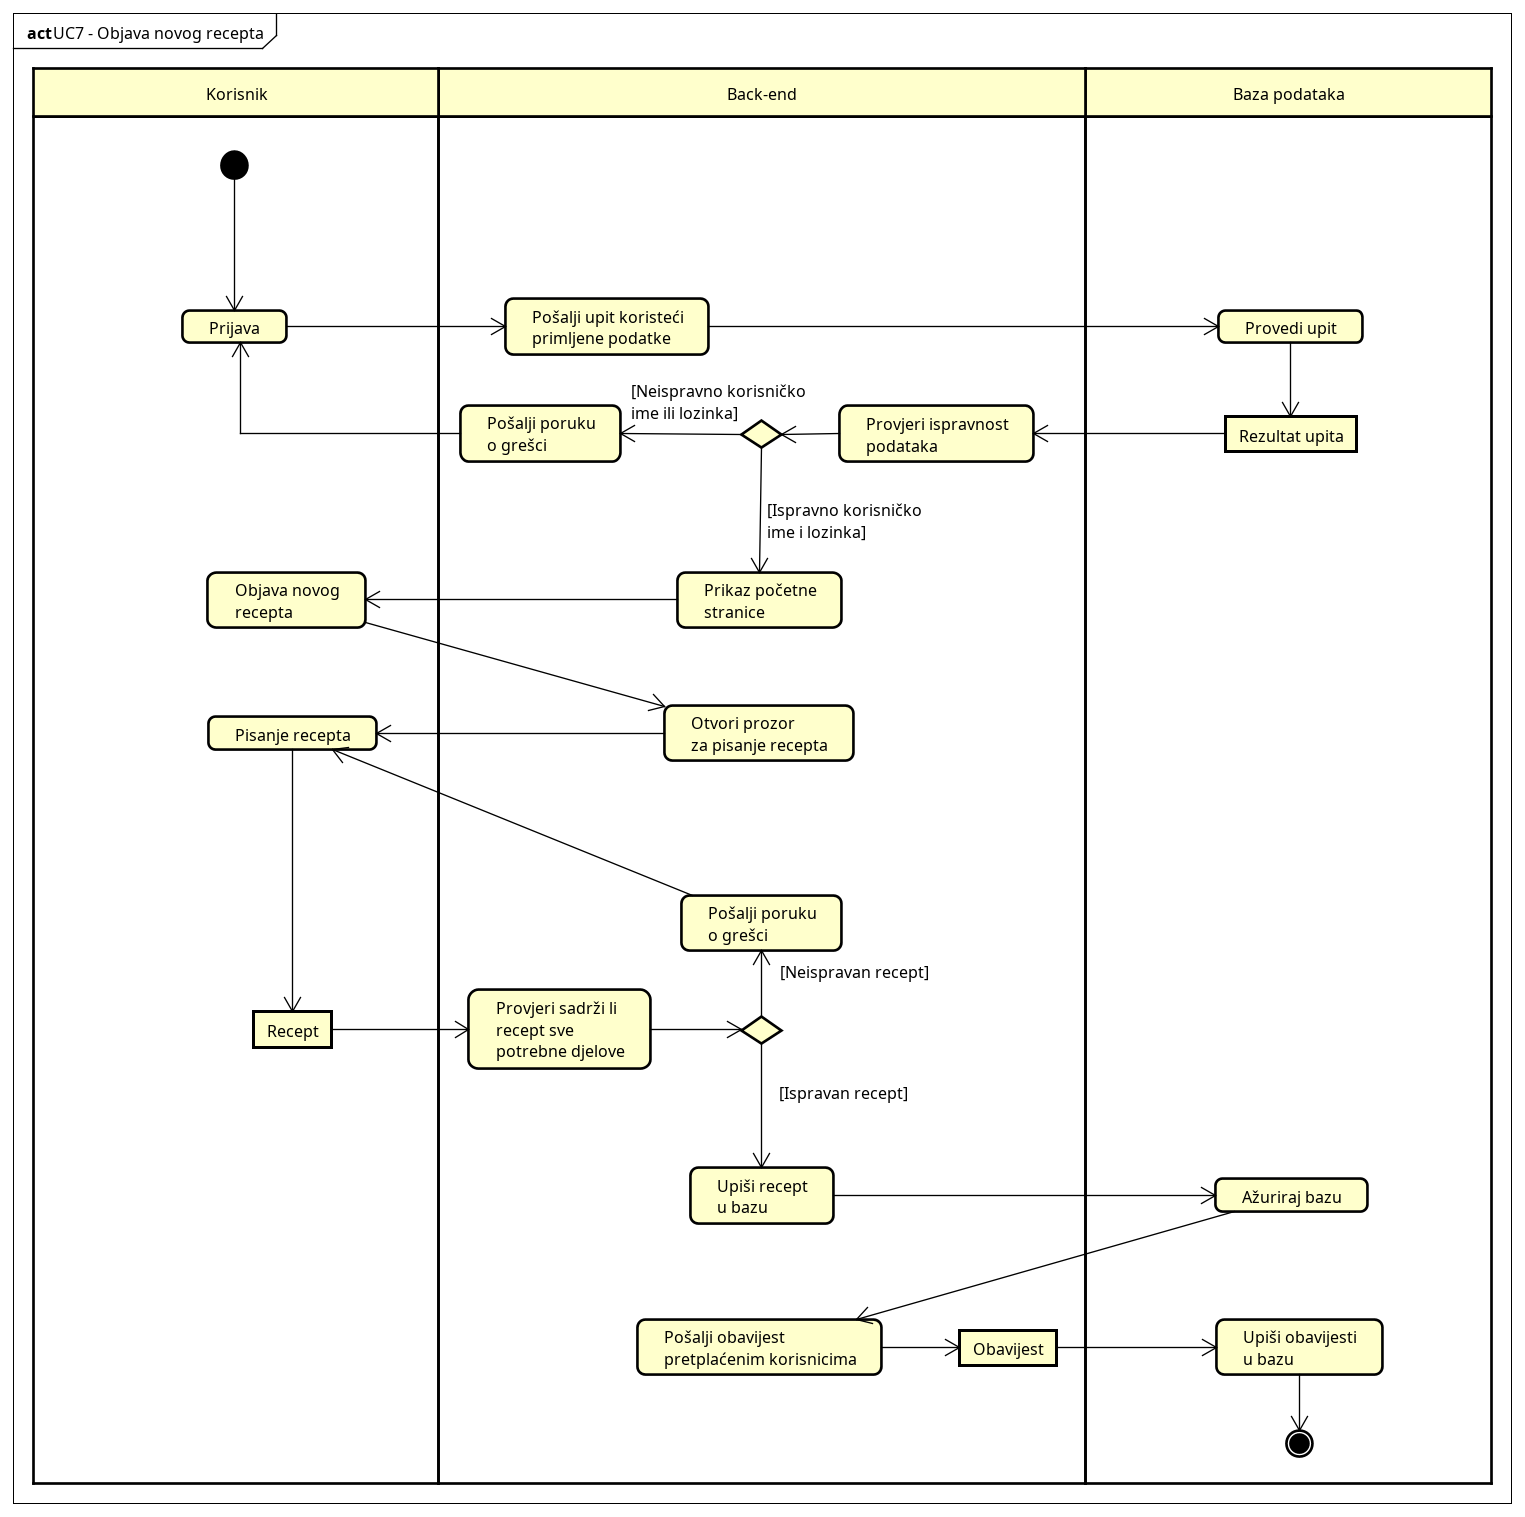 act UC7 - Objava novog recepta
Korisnik
Back-end
Baza podataka
Prijava
Pošalji upit koristeći
primljene podatke
Provedi upit
[Neispravno korisničko
ime ili lozinka]
Pošalji poruku
o grešci
Provjeri ispravnost
podataka
Rezultat upita
[Ispravno korisničko
ime i lozinka]
Objava novog
recepta
Prikaz početne
stranice
Pisanje recepta
Otvori prozor
za pisanje recepta
Pošalji poruku
o grešci
[Neispravan recept]
Recept
Provjeri sadrži li
recept sve
potrebne djelove
[Ispravan recept]
Upiši recept
u bazu
Ažuriraj bazu
Pošalji obavijest
pretplaćenim korisnicima
Obavijest
Upiši obavijesti
u bazu